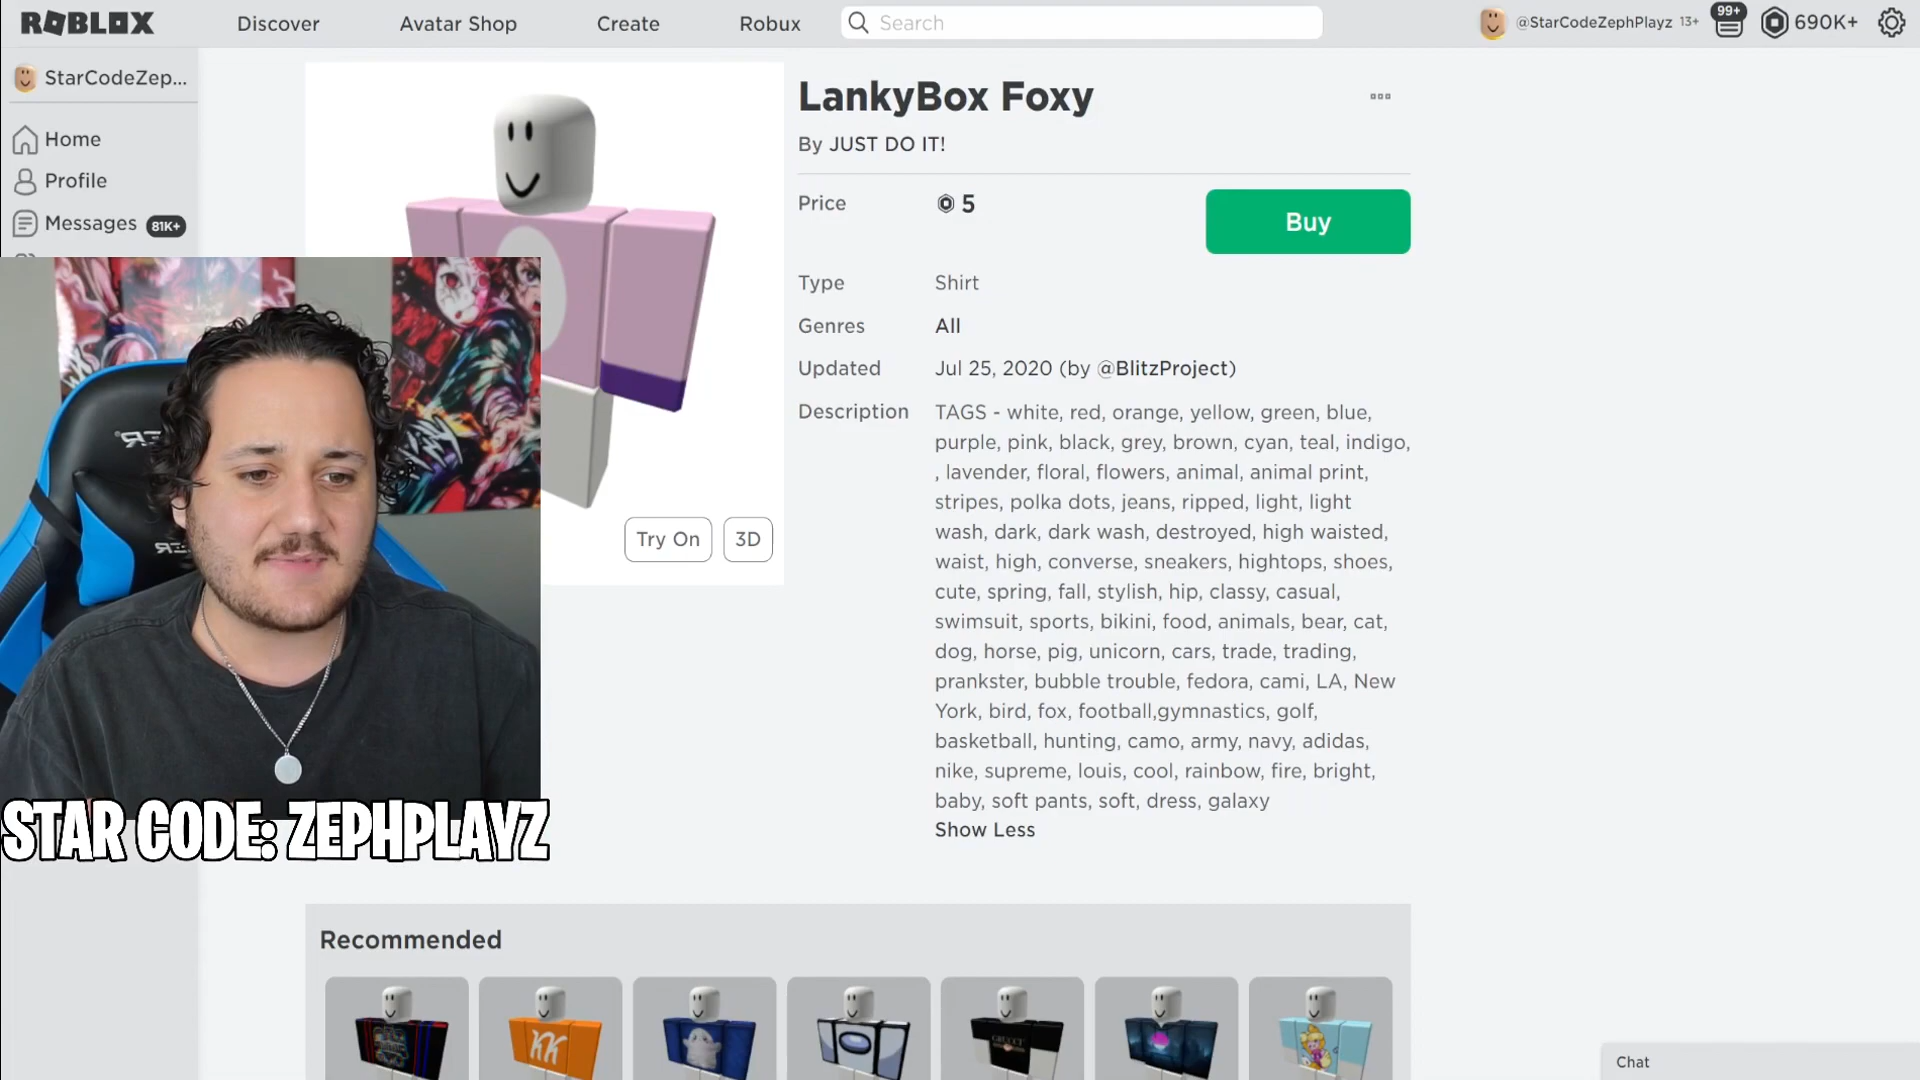 ROBLOX
Discover
Avatar Shop
Create
Robux
Search
@StarCodeZephPlayz 13+
99+
690K+
StarCodeZep...
Home
Profile
Messages 81K+
LankyBox Foxy
By JUST DO IT!
Price
5
Buy
Type
Shirt
Genres
All
Updated
Jul 25, 2020 (by @BlitzProject)
Description
TAGS - white, red, orange, yellow, green, blue,
purple, pink, black, grey, brown, cyan, teal, indigo,
, lavender, floral, flowers, animal, animal print,
stripes, polka dots, jeans, ripped, light, light
wash, dark, dark wash, destroyed, high waisted,
waist, high, converse, sneakers, hightops, shoes,
cute, spring, fall, stylish, hip, classy, casual,
swimsuit, sports, bikini, food, animals, bear, cat,
dog, horse, pig, unicorn, cars, trade, trading,
prankster, bubble trouble, fedora, cami, LA, New
York, bird, fox, football,gymnastics, golf,
basketball, hunting, camo, army, navy, adidas,
nike, supreme, louis, cool, rainbow, fire, bright,
baby, soft pants, soft, dress, galaxy
Show Less
Try On
3D
STAR CODE: ZEPHPLAYZ
Recommended
KK
Chat